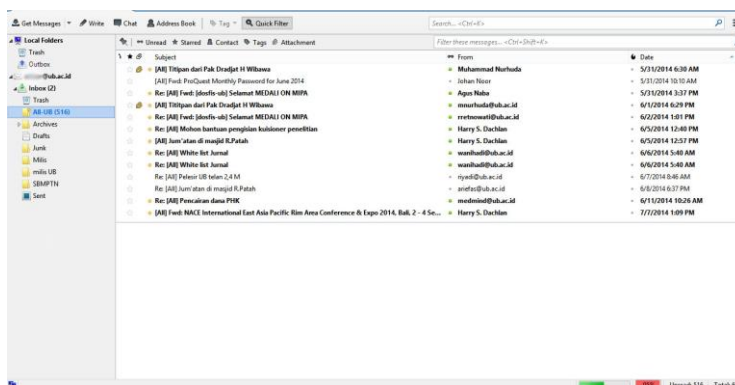 Get Messages Write Chat Address Book Tag Quick Filter Search... <Ctrl+K>
Local Folders Unread Starred Contact Tags Attachment Filter these messages... <Ctrl+Shift+K>
Trash Subject From Date
Outbox
@ub.ac.id
Inbox (2)
Trash
All-UB (516)
Archives
Drafts
Junk
Milis
milis UB
SBMPTN
Sent
[All] Titipan dari Pak Dradjat H Wibawa Muhammad Nurhuda 5/31/2014 6:30 AM
[All] Fwd: ProQuest Monthly Password for June 2014 Johan Noor 5/31/2014 10:10 AM
Re: [All] Fwd: [dosfis-ub] Selamat MEDALI ON MIPA Agus Naba 5/31/2014 3:37 PM
[All] Tititpan dari Pak Dradjat H Wibawa mnurhuda@ub.ac.id 6/1/2014 6:29 PM
Re: [All] Fwd: [dosfis-ub] Selamat MEDALI ON MIPA rretnowati@ub.ac.id 6/2/2014 1:01 PM
Re: [All] Mohon bantuan pengisian kuisioner penelitian Harry S. Dachlan 6/5/2014 12:40 PM
[All] Jum'atan di masjid R.Patah Harry S. Dachlan 6/5/2014 12:57 PM
Re: [All] White list Jurnal wanihadi@ub.ac.id 6/6/2014 5:40 AM
Re: [All] White list Jurnal wanihadi@ub.ac.id 6/6/2014 5:40 AM
Re: [All] Pelesir UB telan 2,4 M riyadi@ub.ac.id 6/7/2014 8:46 AM
Re: [All] Jum'atan di masjid R.Patah ariefas@ub.ac.id 6/8/2014 6:37 PM
Re: [All] Pencairan dana PHK medmind@ub.ac.id 6/11/2014 10:26 AM
[All] Fwd: NACE International East Asia Pacific Rim Area Conference & Expo 2014, Bali, 2 - 4 Se... Harry S. Dachlan 7/7/2014 1:09 PM
Unread: 516